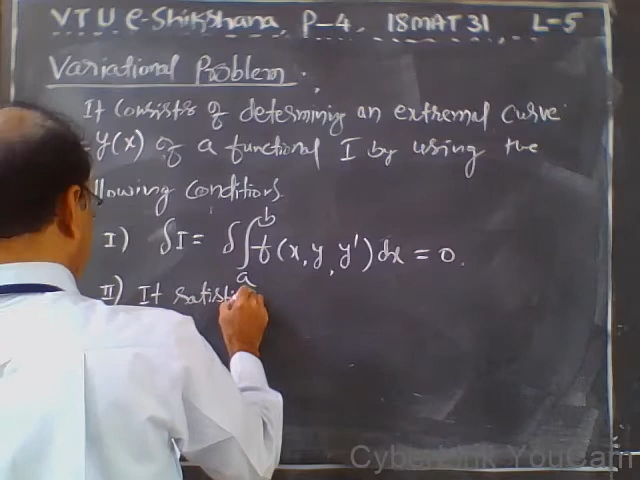 VTU e-Shikshana, P-4, 18MAT31 L-5
Variational Problem.
It consists of determining an extremal curve
y(x) of a functional I by using the
llowing conditions
I) δI = δ∫ₐᵇ f(x, y, y')dx = 0.
II) It satisfi
CyberLink YouCam